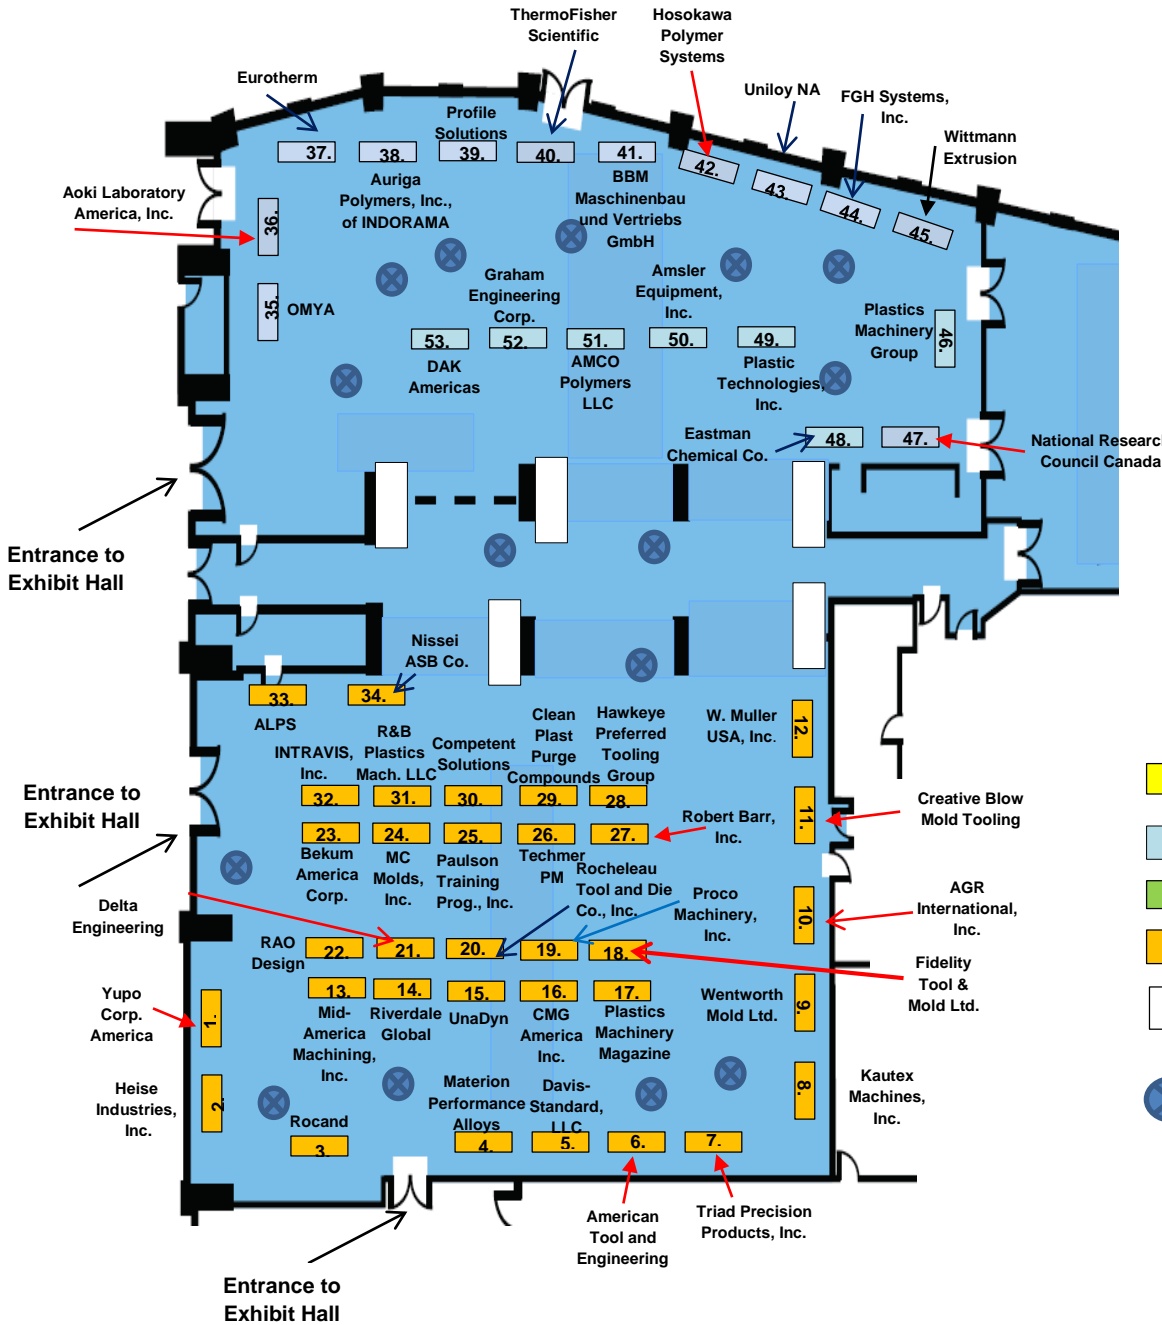 ThermoFisher
Scientific
Hosokawa
Polymer
Systems
Eurotherm
Uniloy NA
FGH Systems,
Inc.
Wittmann
Extrusion
Profile
Solutions
37.
38.
39.
40.
41.
42.
43.
44.
45.
Aoki Laboratory
America, Inc.
Auriga
Polymers, Inc.,
of INDORAMA
BBM
Maschinenbau
und Vertriebs
GmbH
36.
35.
OMYA
Graham
Engineering
Corp.
Amsler
Equipment,
Inc.
Plastics
Machinery
Group
46.
53.
52.
51.
50.
49.
DAK
Americas
AMCO
Polymers
LLC
Plastic
Technologies,
Inc.
Eastman
Chemical Co.
48.
47.
National Research
Council Canada
Entrance to
Exhibit Hall
Nissei
ASB Co.
33.
34.
ALPS
INTRAVIS,
Inc.
R&B
Plastics
Mach. LLC
Competent
Solutions
Clean
Plast
Purge
Compounds
Hawkeye
Preferred
Tooling
Group
W. Muller
USA, Inc.
12.
32.
31.
30.
29.
28.
Entrance to
Exhibit Hall
11.
Creative Blow
Mold Tooling
23.
24.
25.
26.
27.
Robert Barr,
Inc.
Bekum
America
Corp.
MC
Molds,
Inc.
Paulson
Training
Prog., Inc.
Techmer
PM
Rocheleau
Tool and Die
Co., Inc.
Proco
Machinery,
Inc.
10.
AGR
International,
Inc.
Delta
Engineering
RAO
Design
22.
21.
20.
19.
18.
Fidelity
Tool &
Mold Ltd.
Yupo
Corp.
America
1.
13.
14.
15.
16.
17.
Wentworth
Mold Ltd.
9.
Mid-
America
Machining,
Inc.
Riverdale
Global
UnaDyn
CMG
America
Inc.
Plastics
Machinery
Magazine
Heise
Industries,
Inc.
2.
8.
Kautex
Machines,
Inc.
Rocand
3.
Materion
Performance
Alloys
Davis-
Standard,
LLC
4.
5.
6.
7.
American
Tool and
Engineering
Triad Precision
Products, Inc.
Entrance to
Exhibit Hall